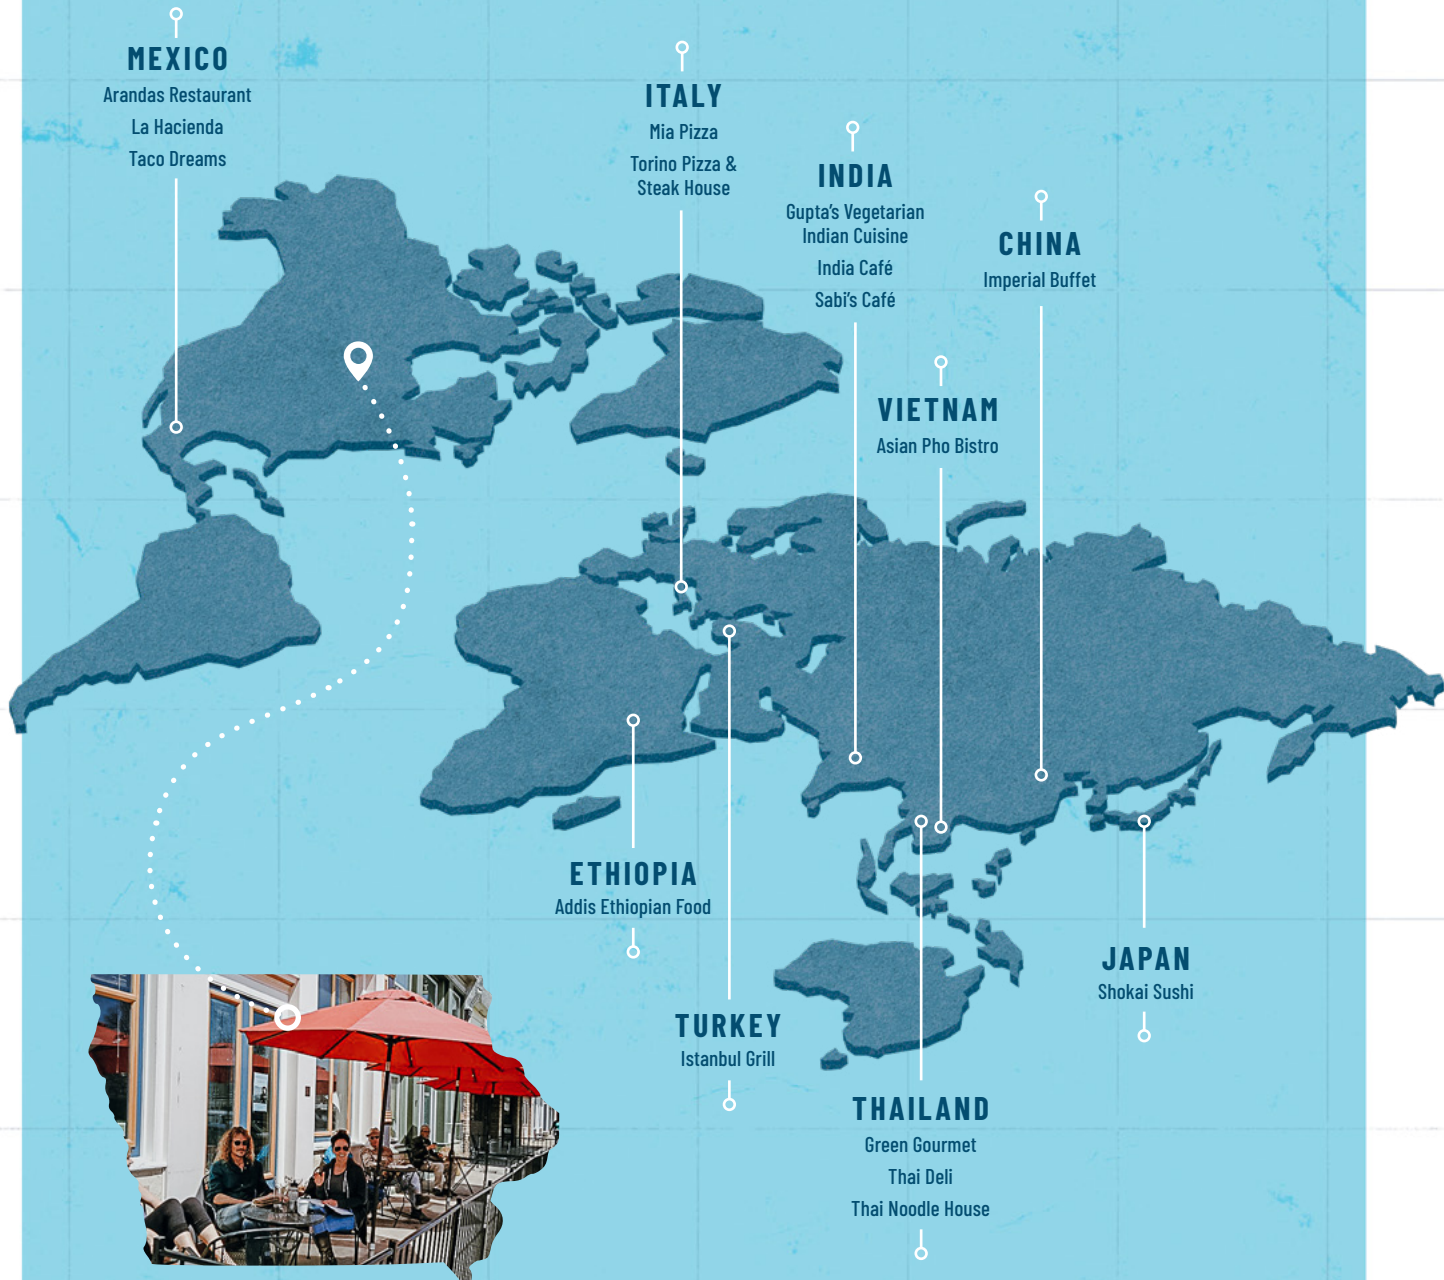 MEXICO
Arandas Restaurant
La Hacienda
Taco Dreams
ITALY
Mia Pizza
Torino Pizza &
Steak House
INDIA
Gupta's Vegetarian
Indian Cuisine
India Café
Sabi's Café
CHINA
Imperial Buffet
VIETNAM
Asian Pho Bistro
ETHIOPIA
Addis Ethiopian Food
TURKEY
Istanbul Grill
JAPAN
Shokai Sushi
THAILAND
Green Gourmet
Thai Deli
Thai Noodle House